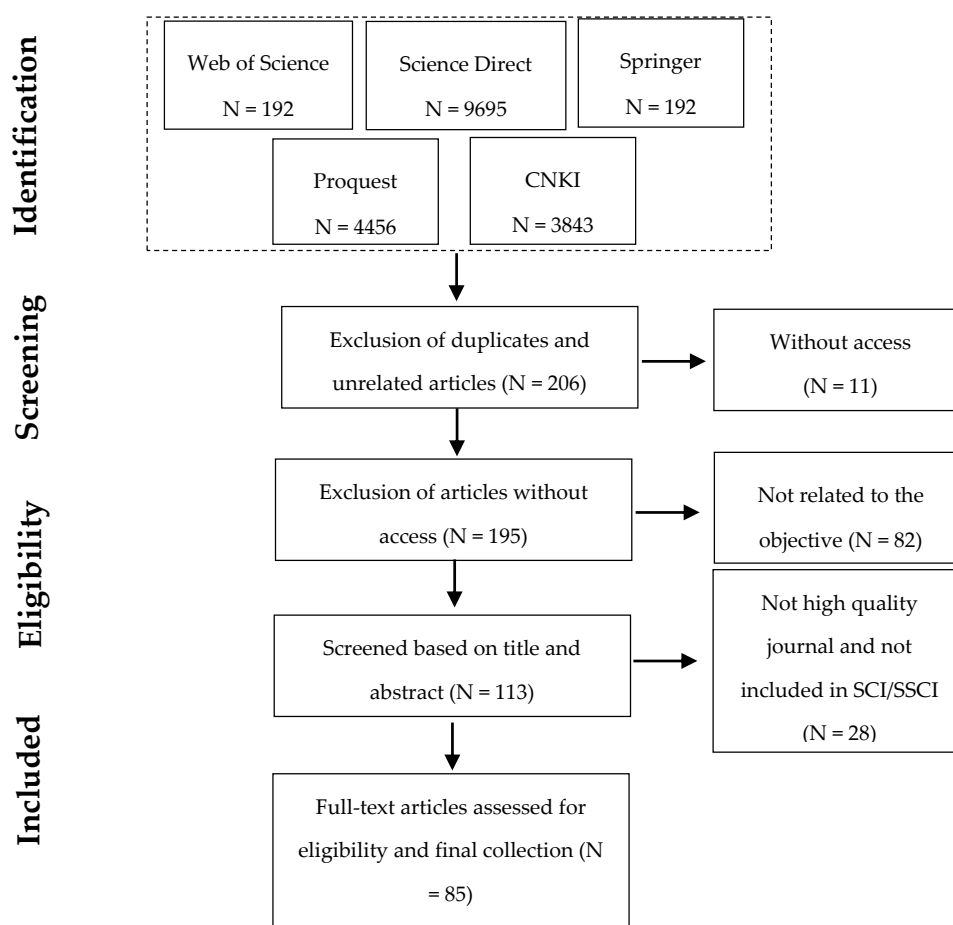 Identification
Web of Science
N = 192
Science Direct
N = 9695
Springer
N = 192
Proquest
N = 4456
CNKI
N = 3843
Screening
Exclusion of duplicates and
unrelated articles (N = 206)
Without access
(N = 11)
Eligibility
Exclusion of articles without
access (N = 195)
Not related to the
objective (N = 82)
Screened based on title and
abstract (N = 113)
Not high quality
journal and not
included in SCI/SSCI
(N = 28)
Included
Full-text articles assessed for
eligibility and final collection (N
= 85)